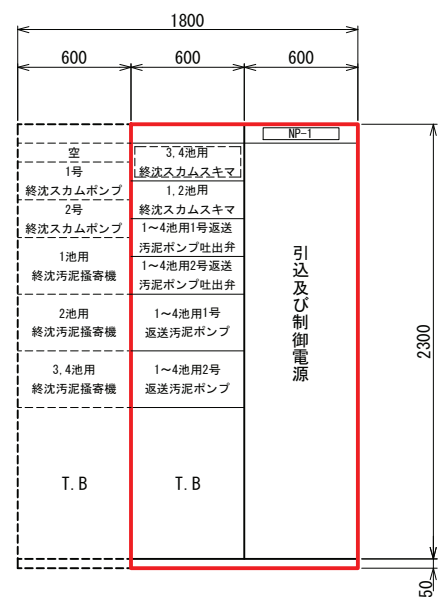 1800
600
600
600
NP-1
空
1号
終沈スカムポンプ
2号
終沈スカムポンプ
1池用
終沈汚泥掻寄機
2池用
終沈汚泥掻寄機
3,4池用
終沈汚泥掻寄機
T.B
3,4池用
終沈スカムスキマ
1,2池用
終沈スカムスキマ
1~4池用1号返送
汚泥ポンプ吐出弁
1~4池用2号返送
汚泥ポンプ吐出弁
1~4池用1号
返送汚泥ポンプ
1~4池用2号
返送汚泥ポンプ
T.B
引込及び制御電源
2300
50